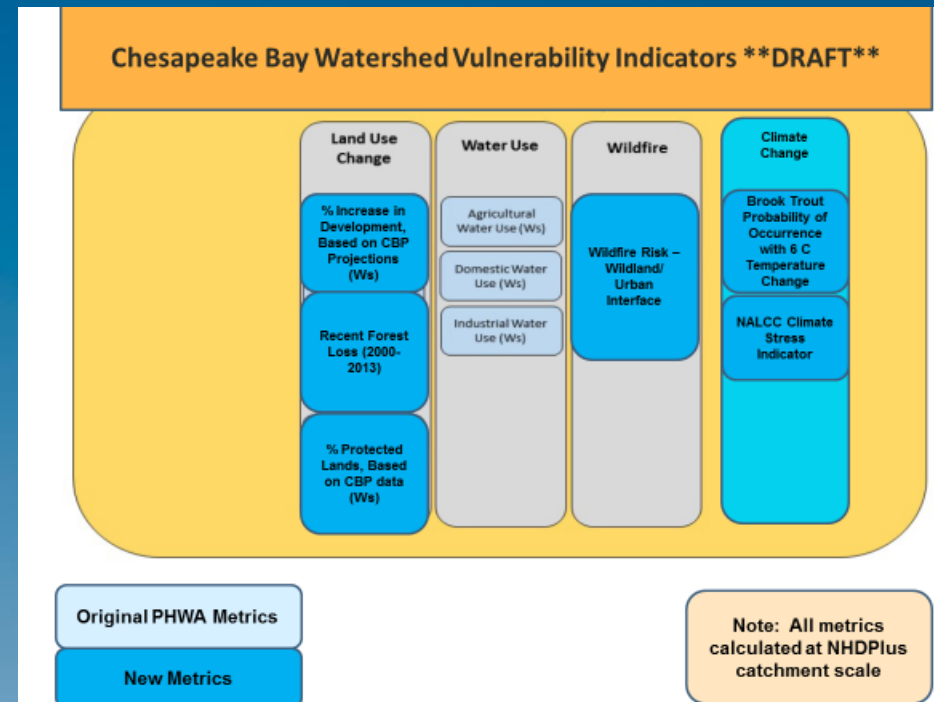 Chesapeake Bay Watershed Vulnerability Indicators **DRAFT**
Land Use
Change
% Increase in
Development,
Based on CBP
Projections
(Ws)
Recent Forest
Loss (2000-
2013)
% Protected
Lands, Based
on CBP data
(Ws)
Water Use
Agricultural
Water Use (Ws)
Domestic Water
Use (Ws)
Industrial Water
Use (Ws)
Wildfire
Wildfire Risk –
Wildland/
Urban
Interface
Climate
Change
Brook Trout
Probability of
Occurrence
with 6 C
Temperature
Change
NALCC Climate
Stress
Indicator
Original PHWA Metrics
New Metrics
Note: All metrics
calculated at NHDPlus
catchment scale